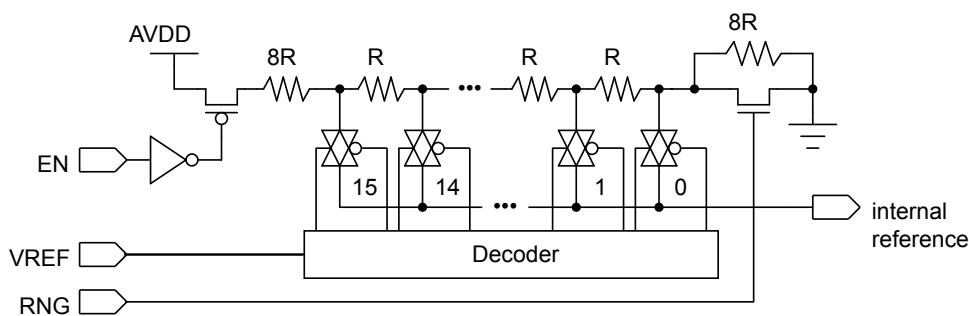 8R
AVDD
8R
R
...
R
R
EN
15
14
...
1
0
internal
reference
VREF
Decoder
RNG